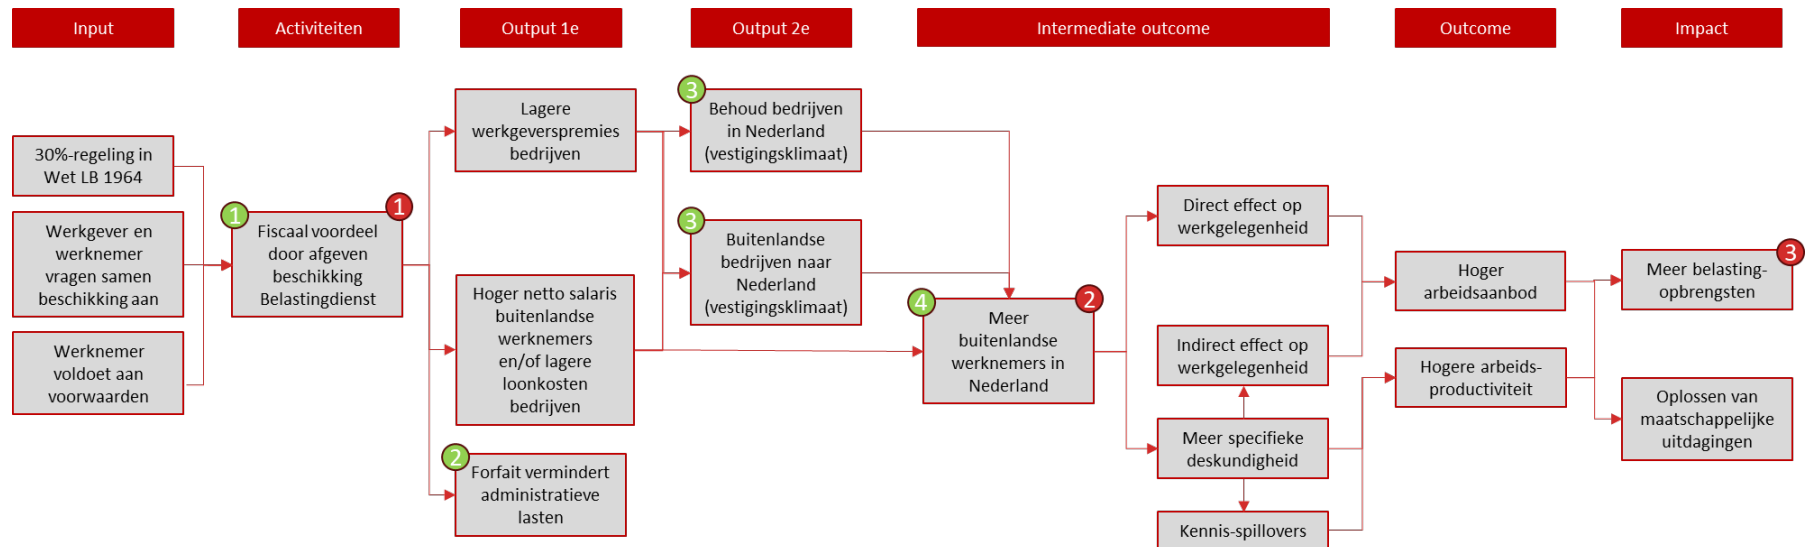 Input
Activiteiten
Output 1e
Output 2e
Intermediate outcome
Outcome
Impact
30%-regeling in
Wet LB 1964
Werkgever en
werknemer
vragen samen
beschikking aan
Werknemer
voldoet aan
voorwaarden
1
1
Fiscaal voordeel
door afgeven
beschikking
Belastingdienst
Lagere
werkgeverspremies
bedrijven
Hoger netto salaris
buitenlandse
werknemers
en/of lagere
loonkosten
bedrijven
2
Forfait vermindert
administratieve
lasten
3
Behoud bedrijven
in Nederland
(vestigingsklimaat)
3
Buitenlandse
bedrijven naar
Nederland
(vestigingsklimaat)
4
2
Meer
buitenlandse
werknemers in
Nederland
Direct effect op
werkgelegenheid
Indirect effect op
werkgelegenheid
Meer specifieke
deskundigheid
Kennis-spillovers
Hoger
arbeidsaanbod
Hogere arbeids-
productiviteit
3
Meer belasting-
opbrengsten
Oplossen van
maatschappelijke
uitdagingen